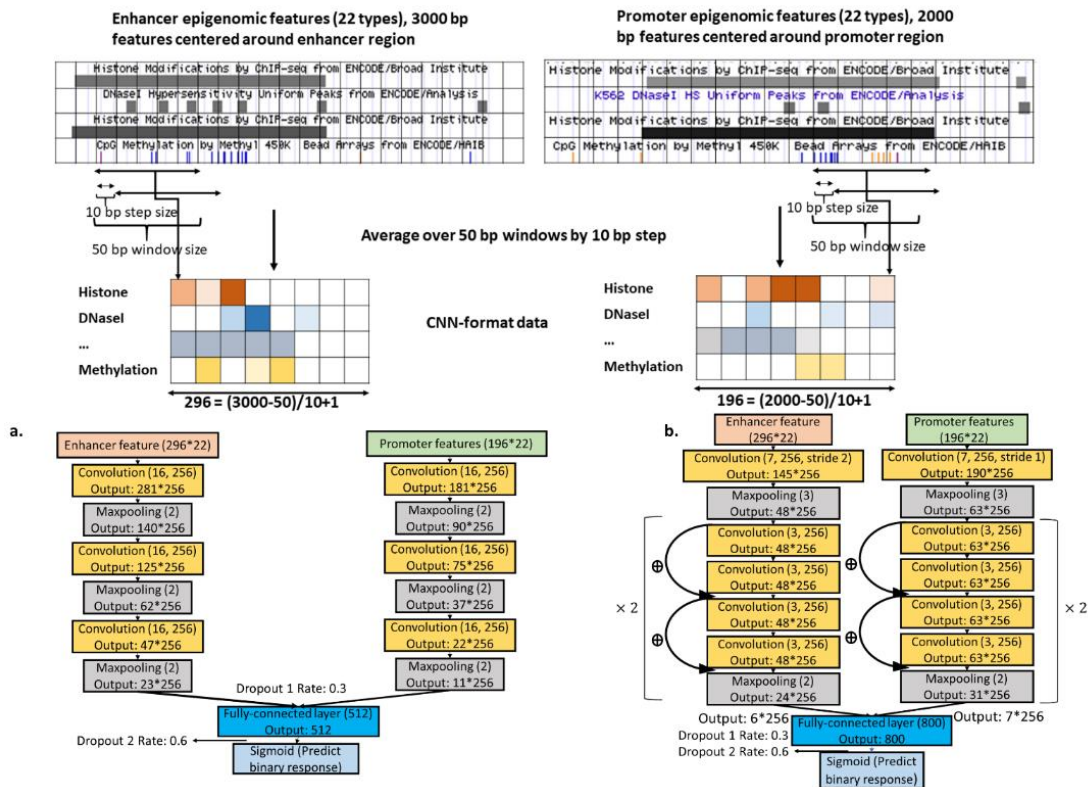 Enhancer epigenomic features (22 types), 3000 bp
features centered around enhancer region
Histone Modifications by ChIP-seq from ENCODE/Broad Institute
DNaseI Hypersensitivity Uniform Peaks from ENCODE/Analysis
Histone Modifications by ChIP-seq from ENCODE/Broad Institute
CpG Methylation by Methyl 450K Bead Arrays from ENCODE/HAIB
10 bp step size
50 bp window size
Promoter epigenomic features (22 types), 2000
bp features centered around promoter region
Histone Modifications by ChIP-seq from ENCODE/Broad Institute
K562 DNaseI HS Uniform Peaks from ENCODE/Analysis
Histone Modifications by ChIP-seq from ENCODE/Broad Institute
CpG Methylation by Methyl 450K Bead Arrays from ENCODE/HAIB
10 bp step size
50 bp window size
Average over 50 bp windows by 10 bp step
Histone
DNaseI
...
Methylation
296 = (3000-50)/10+1
CNN-format data
Histone
DNaseI
...
Methylation
196 = (2000-50)/10+1
a.
Enhancer feature (296*22)
Convolution (16, 256)
Output: 281*256
Maxpooling (2)
Output: 140*256
Convolution (16, 256)
Output: 125*256
Maxpooling (2)
Output: 62*256
Convolution (16, 256)
Output: 47*256
Maxpooling (2)
Output: 23*256
Promoter features (196*22)
Convolution (16, 256)
Output: 181*256
Maxpooling (2)
Output: 90*256
Convolution (16, 256)
Output: 75*256
Maxpooling (2)
Output: 37*256
Convolution (16, 256)
Output: 22*256
Maxpooling (2)
Output: 11*256
Dropout 1 Rate: 0.3
Fully-connected layer (512)
Output: 512
Dropout 2 Rate: 0.6
Sigmoid (Predict
binary response)
b.
Enhancer feature
(296*22)
Convolution (7, 256, stride 2)
145*256
Maxpooling (3)
Output: 48*256
Convolution (3, 256)
Output: 48*256
Convolution (3, 256)
Output: 48*256
Convolution (3, 256)
Output: 48*256
Convolution (3, 256)
Output: 48*256
Maxpooling (2)
Output: 24*256
× 2
⊕
⊕
Output: 6*256
Promoter features
(196*22)
Convolution (7, 256, stride 1)
Output: 190*256
Maxpooling (3)
Output: 63*256
Convolution (3, 256)
Output: 63*256
Convolution (3, 256)
Output: 63*256
Convolution (3, 256)
Output: 63*256
Convolution (3, 256)
Output: 63*256
Maxpooling (2)
Output: 31*256
× 2
⊕
⊕
Output: 7*256
Dropout 1 Rate: 0.3
Dropout 2 Rate: 0.6
Fully-connected layer (800)
Output: 800
Sigmoid (Predict
binary response)